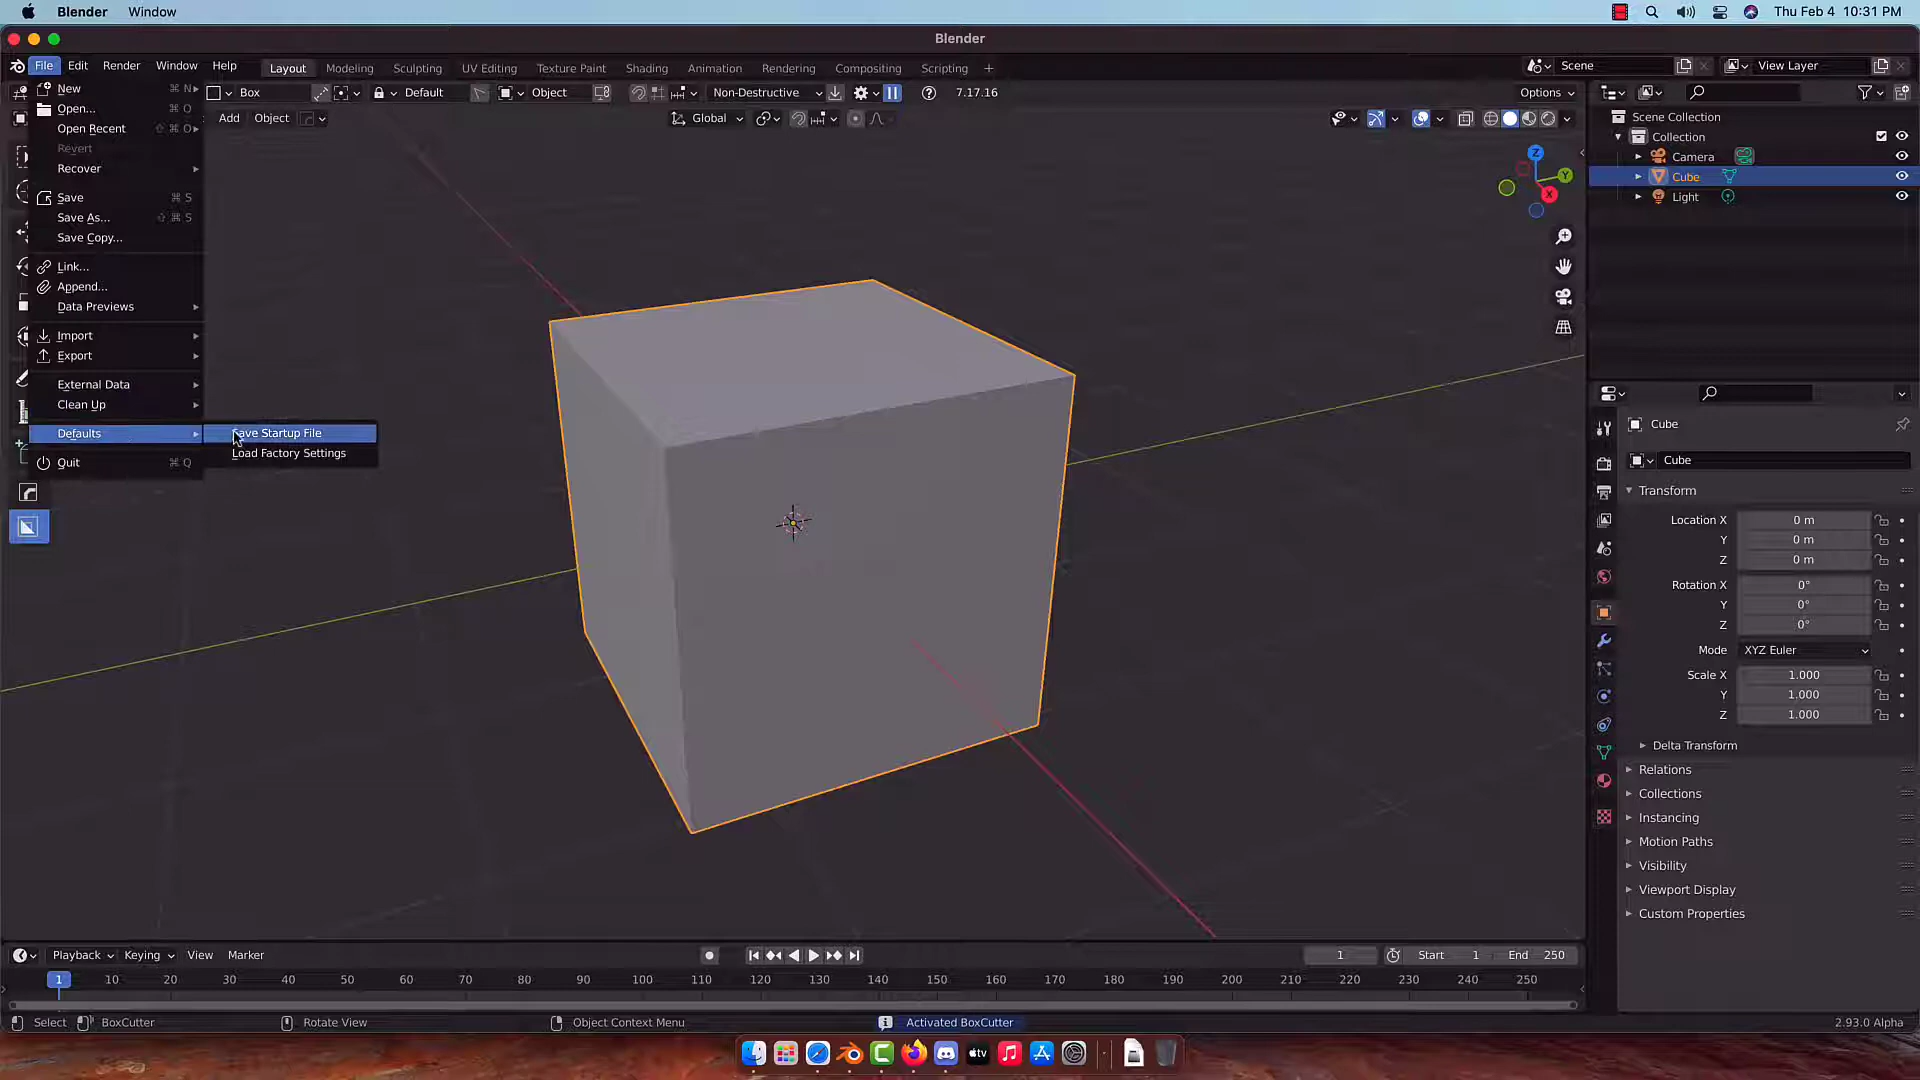 Blender Window Thu Feb 4 10:31 PM
Blender
File Edit Render Window Help Layout Modeling Sculpting UV Editing Texture Paint Shading Animation Rendering Compositing Scripting + Scene View Layer
Box Default Object Non-Destructive 7.17.16 Options
Add Object Global
New ⌘ N
Open... ⌘ O
Open Recent ⇧ ⌘ O
Revert
Recover
Save ⌘ S
Save As... ⇧ ⌘ S
Save Copy...
Link...
Append...
Data Previews
Import
Export
External Data
Clean Up
Defaults
Quit ⌘ Q
Save Startup File
Load Factory Settings
Z
Y
X
Scene Collection
Collection
Camera
Cube
Light
Cube
Cube
Transform
Location X 0 m
Y 0 m
Z 0 m
Rotation X 0°
Y 0°
Z 0°
Mode XYZ Euler
Scale X 1.000
Y 1.000
Z 1.000
Delta Transform
Relations
Collections
Instancing
Motion Paths
Visibility
Viewport Display
Custom Properties
Playback Keying View Marker 1 Start 1 End 250
1 10 20 30 40 50 60 70 80 90 100 110 120 130 140 150 160 170 180 190 200 210 220 230 240 250
Select BoxCutter Rotate View Object Context Menu Activated BoxCutter 2.93.0 Alpha
tv